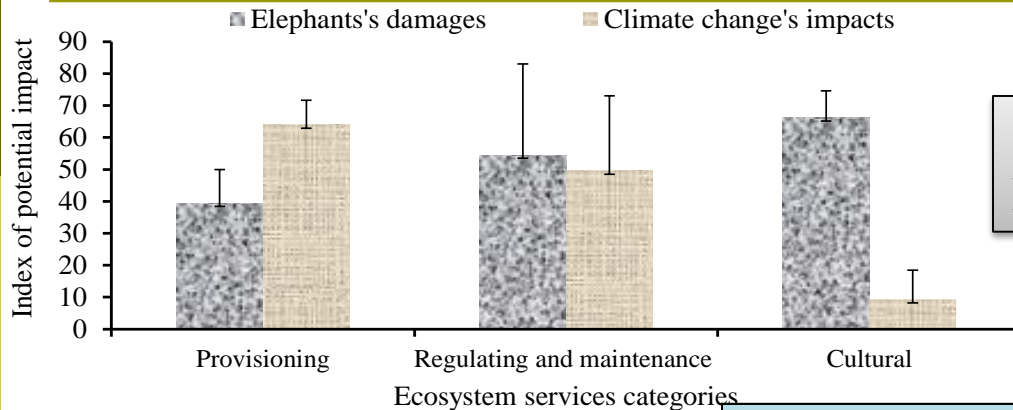 Elephants's damages Climate change's impacts
Index of potential impact
90
80
70
60
50
40
30
20
10
0
Provisioning Regulating and maintenance Cultural
Ecosystem services categories